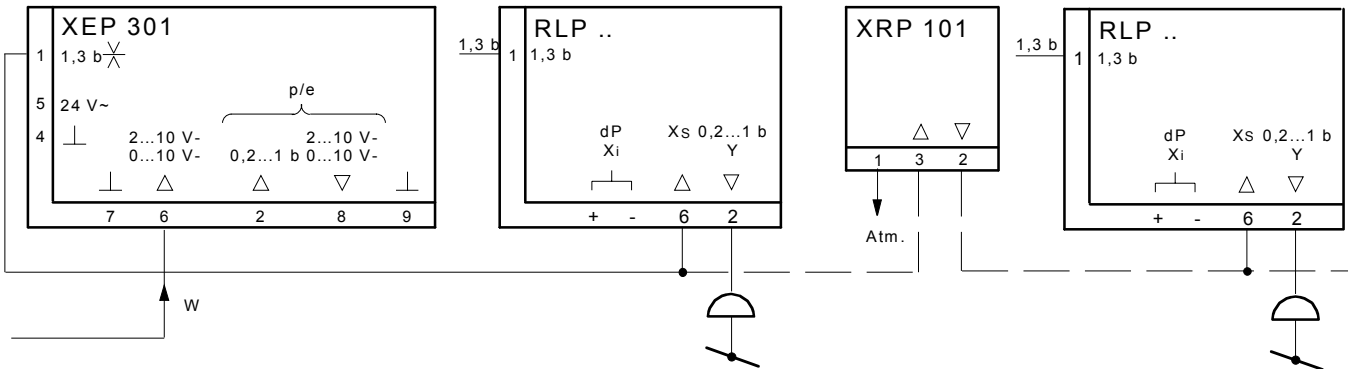 XEP 301
1 1,3 b
5 24 V~
4
p/e
2...10 V- 2...10 V-
0...10 V- 0,2...1 b 0...10 V-
7 6 2 8 9
W
RLP ..
1,3 b 1 1,3 b
dP Xs 0,2...1 b
Xi Y
+ - 6 2
XRP 101
1 3 2
Atm.
RLP ..
1,3 b 1 1,3 b
dP Xs 0,2...1 b
Xi Y
+ - 6 2